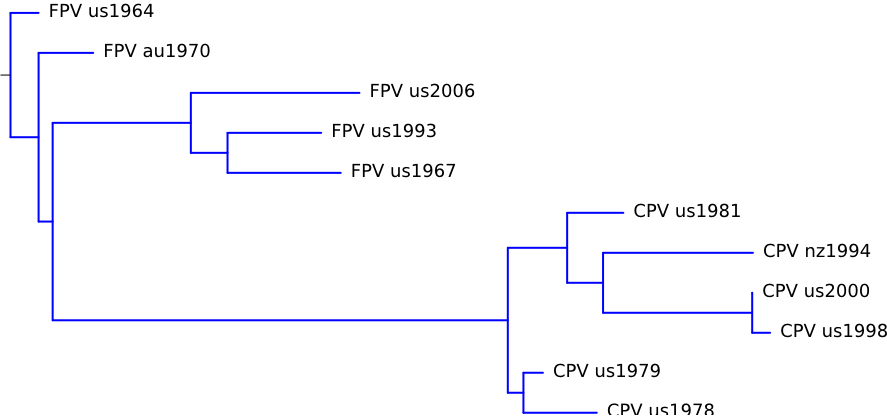 FPV us1964
FPV au1970
FPV us2006
FPV us1993
FPV us1967
CPV us1981
CPV nz1994
CPV us2000
CPV us1998
CPV us1979
CPV us1978